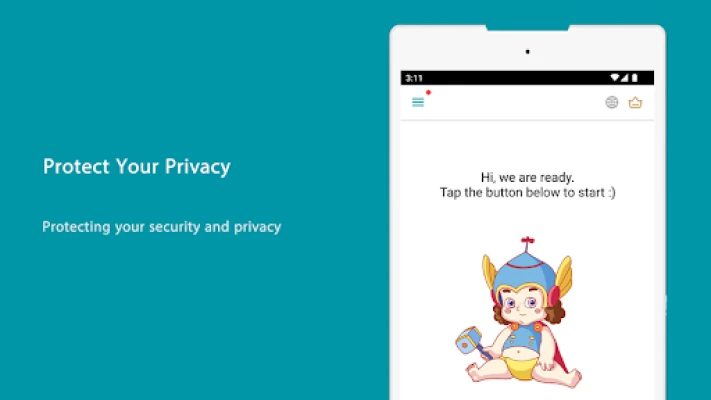 Protect Your Privacy
Protecting your security and privacy
3:11
Hi, we are ready.
Tap the button below to start :)